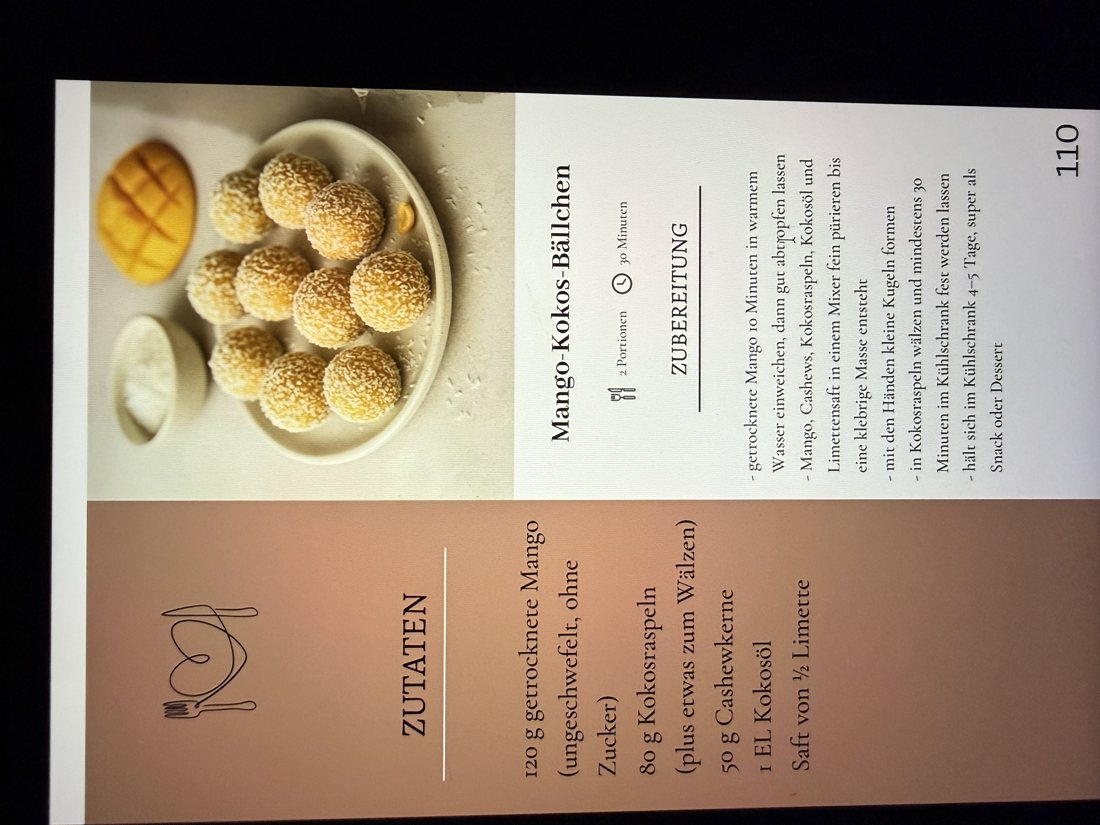 Mango-Kokos-Bällchen
2 Portionen 30 Minuten
ZUBEREITUNG
- getrocknete Mango 10 Minuten in warmem
Wasser einweichen, dann gut abtropfen lassen
- Mango, Cashews, Kokosraspeln, Kokosöl und
Limettensaft in einem Mixer fein pürieren bis
eine klebrige Masse entsteht
- mit den Händen kleine Kugeln formen
- in Kokosraspeln wälzen und mindestens 30
Minuten im Kühlschrank fest werden lassen
- hält sich im Kühlschrank 4–5 Tage, super als
Snack oder Dessert
110
ZUTATEN
120 g getrocknete Mango
(ungeschwefelt, ohne
Zucker)
80 g Kokosraspeln
(plus etwas zum Wälzen)
50 g Cashewkerne
1 EL Kokosöl
Saft von ½ Limette